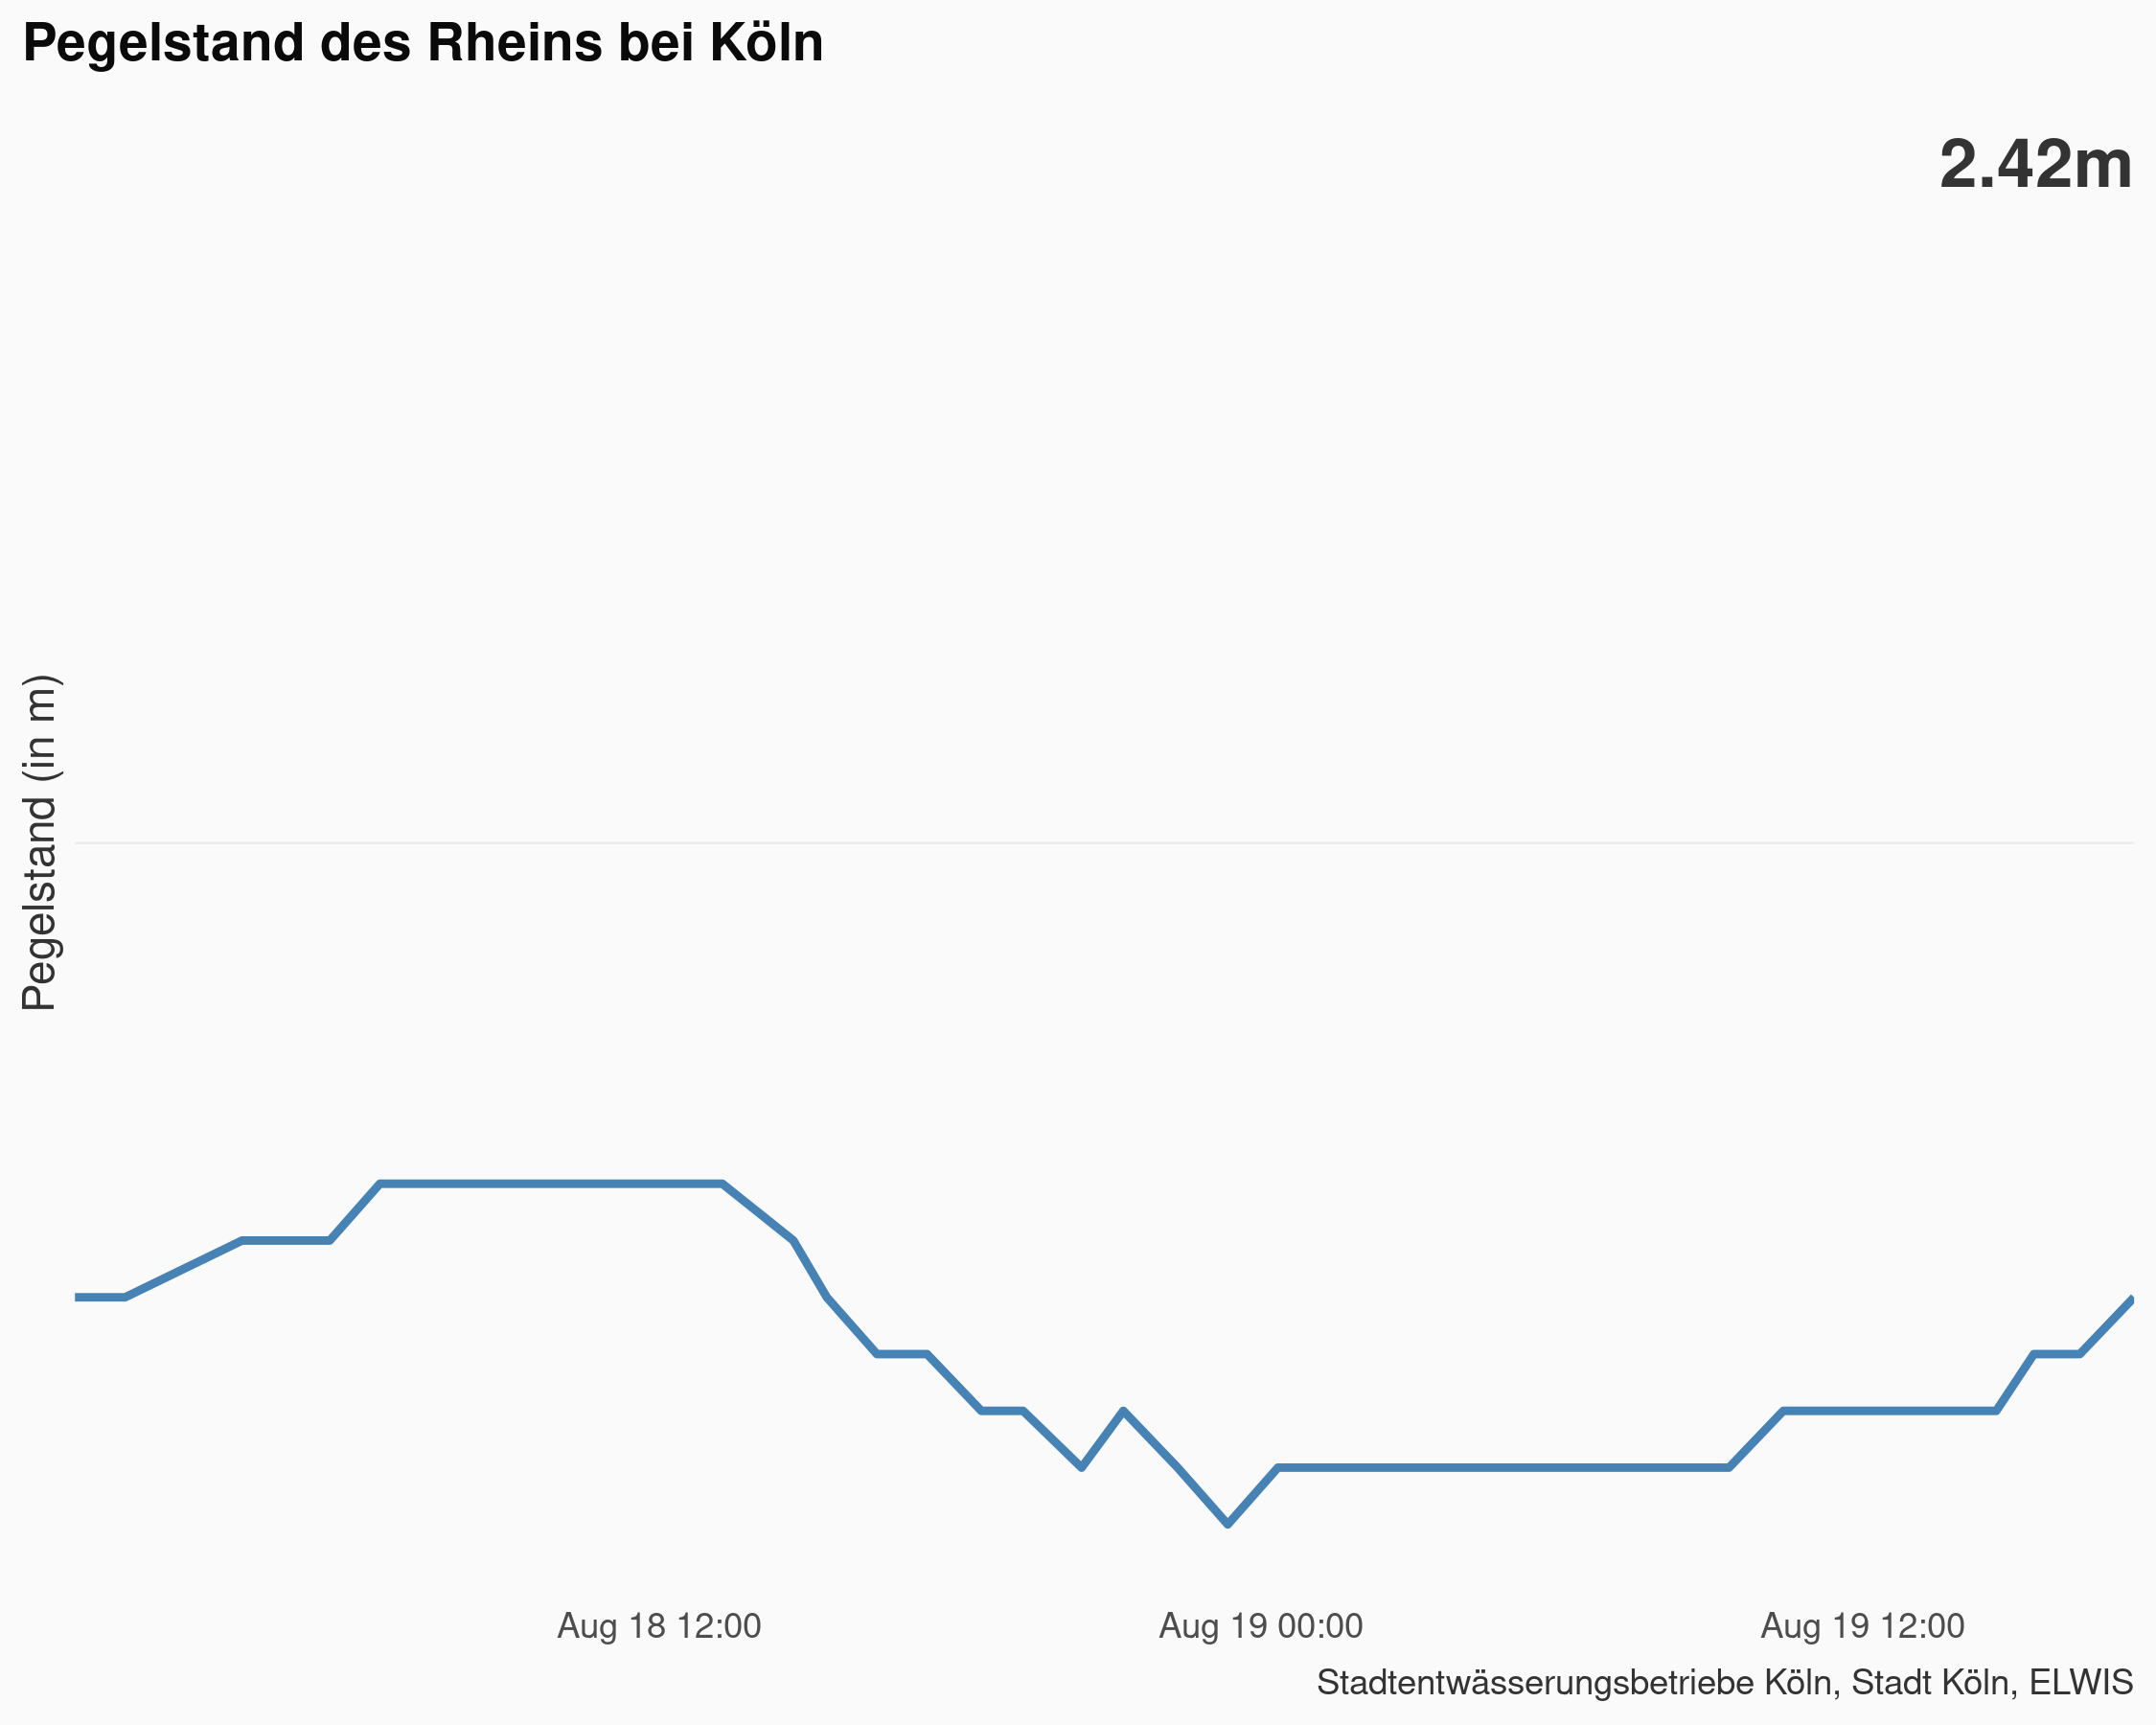 Pegelstand des Rheins bei Köln
2.42m
Pegelstand (in m)
Aug 18 12:00
Aug 19 00:00
Aug 19 12:00
Stadtentwässerungsbetriebe Köln, Stadt Köln, ELWIS